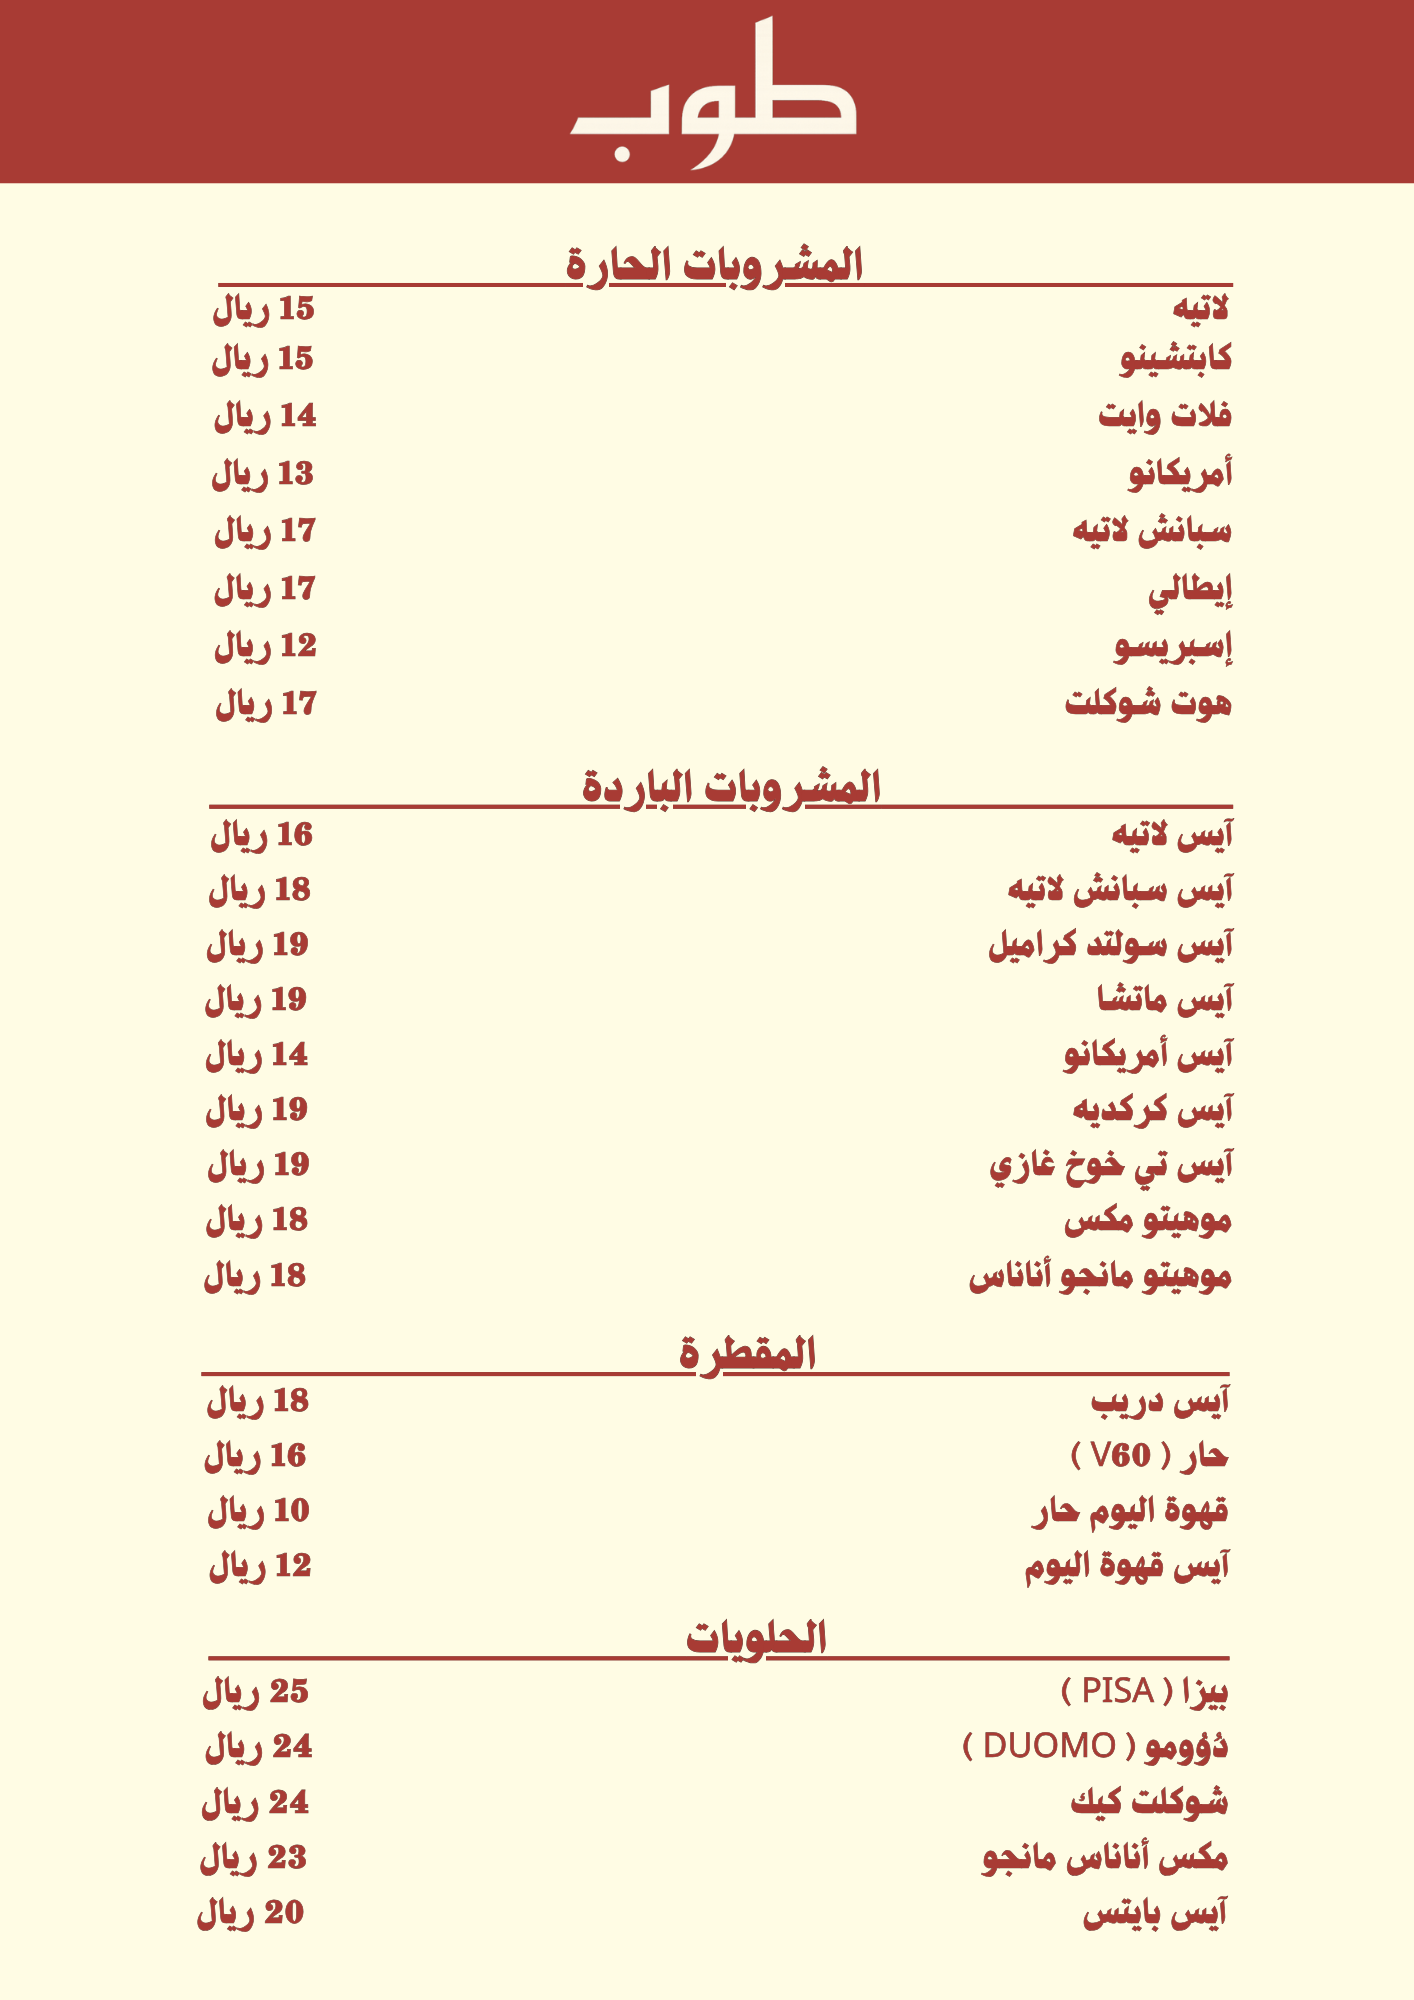 طوب
المشروبات الحارة
لاتيه 15 ريال
كابتشينو 15 ريال
فلات وايت 14 ريال
أمريكانو 13 ريال
سبانش لاتيه 17 ريال
إيطالي 17 ريال
إسبريسو 12 ريال
هوت شوكلت 17 ريال
المشروبات الباردة
آيس لاتيه 16 ريال
آيس سبانش لاتيه 18 ريال
آيس سولتد كراميل 19 ريال
آيس ماتشا 19 ريال
آيس أمريكانو 14 ريال
آيس كركديه 19 ريال
آيس تي خوخ غازي 19 ريال
موهيتو مكس 18 ريال
موهيتو مانجو أناناس 18 ريال
المقطرة
آيس دريب 18 ريال
حار ( V60 ) 16 ريال
قهوة اليوم حار 10 ريال
آيس قهوة اليوم 12 ريال
الحلويات
بيزا ( PISA ) 25 ريال
دُؤومو ( DUOMO ) 24 ريال
شوكلت كيك 24 ريال
مكس أناناس مانجو 23 ريال
آيس بايتس 20 ريال